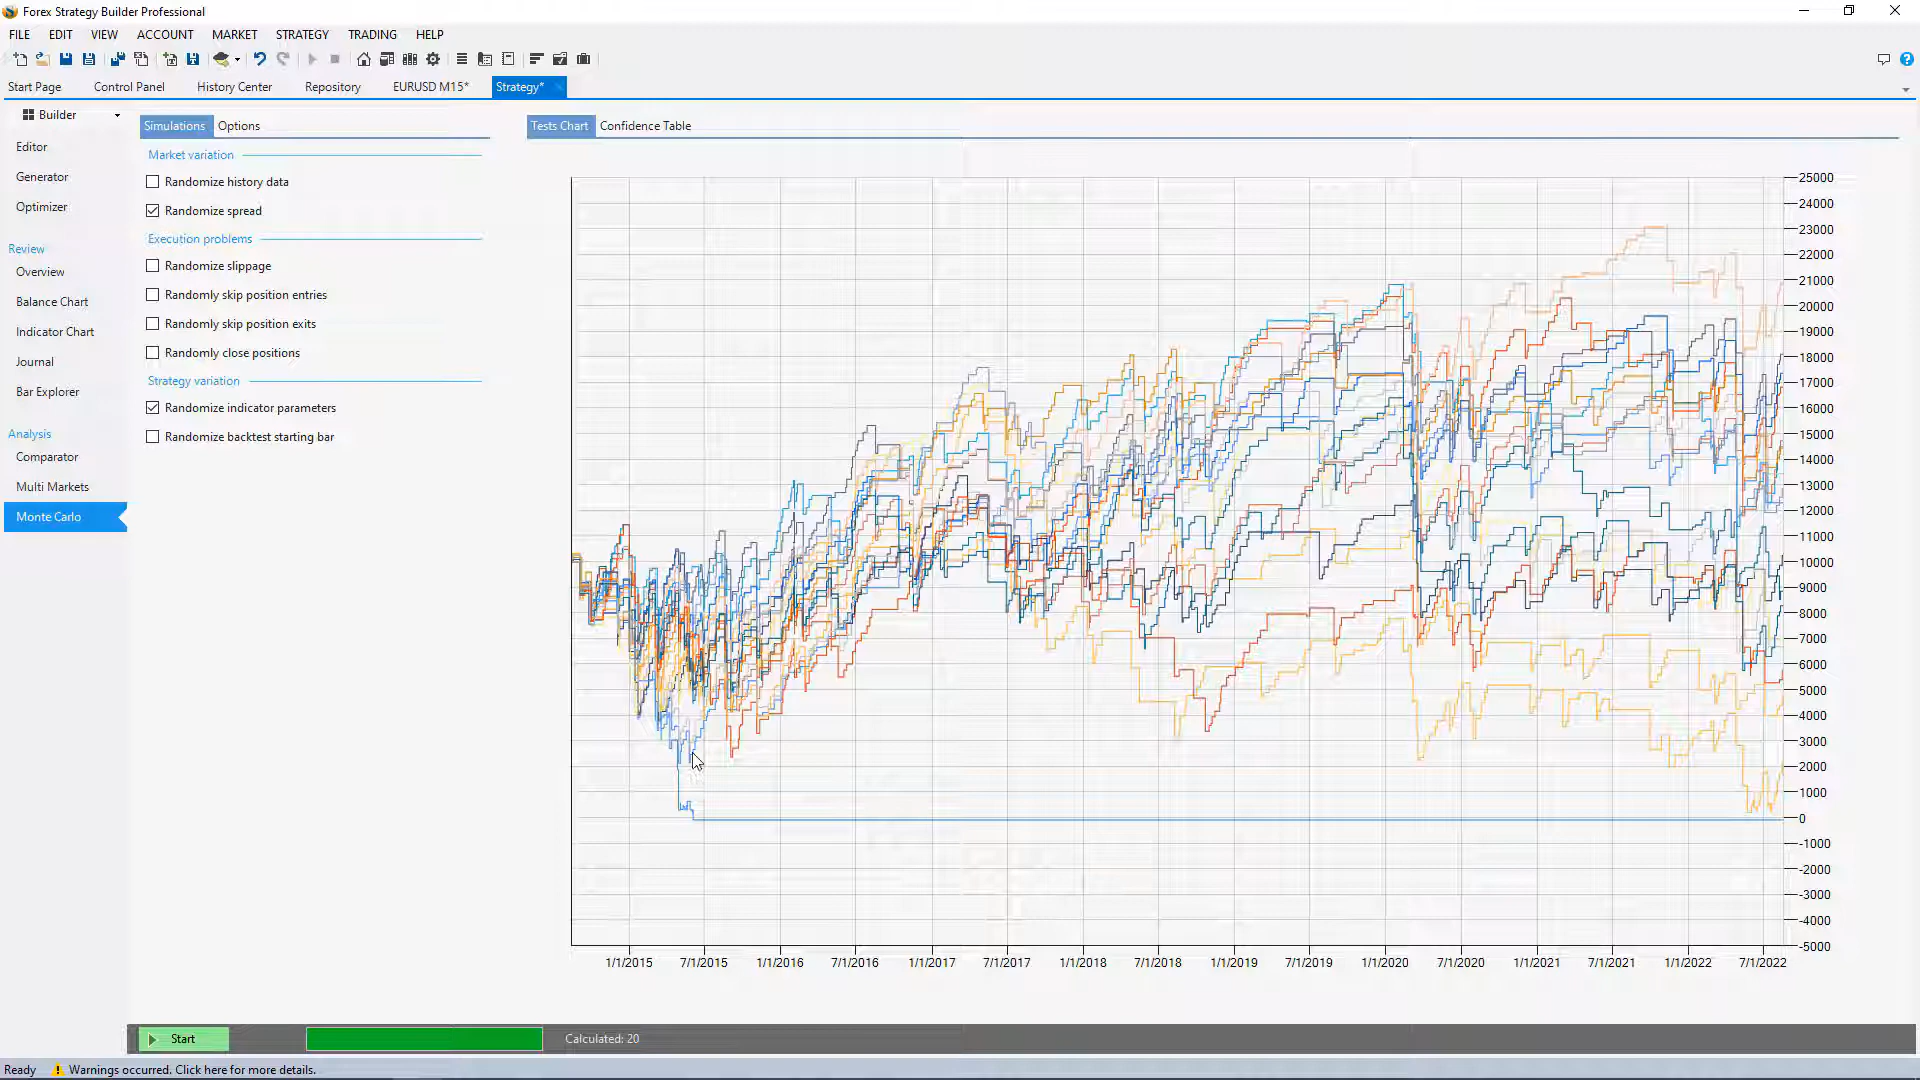 Forex Strategy Builder Professional
FILE EDIT VIEW ACCOUNT MARKET STRATEGY TRADING HELP
Start Page Control Panel History Center Repository EURUSD M15* Strategy*
Builder
Editor
Generator
Optimizer
Review
Overview
Balance Chart
Indicator Chart
Journal
Bar Explorer
Analysis
Comparator
Multi Markets
Monte Carlo
Simulations Options
Market variation
Randomize history data
Randomize spread
Execution problems
Randomize slippage
Randomly skip position entries
Randomly skip position exits
Randomly close positions
Strategy variation
Randomize indicator parameters
Randomize backtest starting bar
Tests Chart Confidence Table
25000
24000
23000
22000
21000
20000
19000
18000
17000
16000
15000
14000
13000
12000
11000
10000
9000
8000
7000
6000
5000
4000
3000
2000
1000
0
-1000
-2000
-3000
-4000
-5000
1/1/2015 7/1/2015 1/1/2016 7/1/2016 1/1/2017 7/1/2017 1/1/2018 7/1/2018 1/1/2019 7/1/2019 1/1/2020 7/1/2020 1/1/2021 7/1/2021 1/1/2022 7/1/2022
Start Calculated: 20
Ready Warnings occurred. Click here for more details.